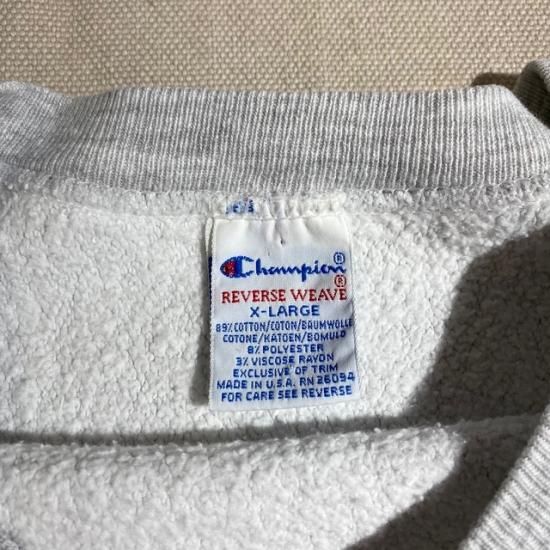 Champion®
REVERSE WEAVE®
X-LARGE
89% COTTON/COTON/BAUMWOLLE
COTONE/KATOEN/BOMULD
8% POLYESTER
3% VISCOSE RAYON
EXCLUSIVE OF TRIM
MADE IN U.S.A. RN 26094
FOR CARE SEE REVERSE